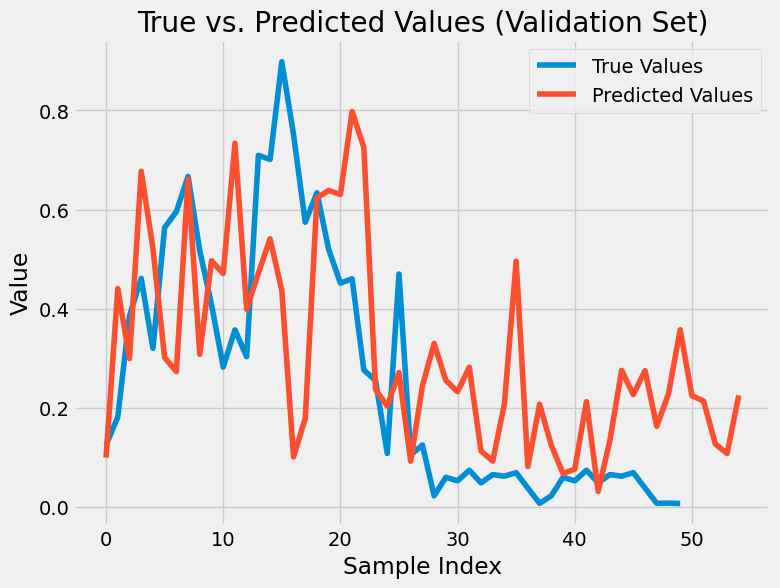 True vs. Predicted Values (Validation Set)
True Values
Predicted Values
0.8
0.6
0.4
0.2
0.0
Value
0 10 20 30 40 50
Sample Index